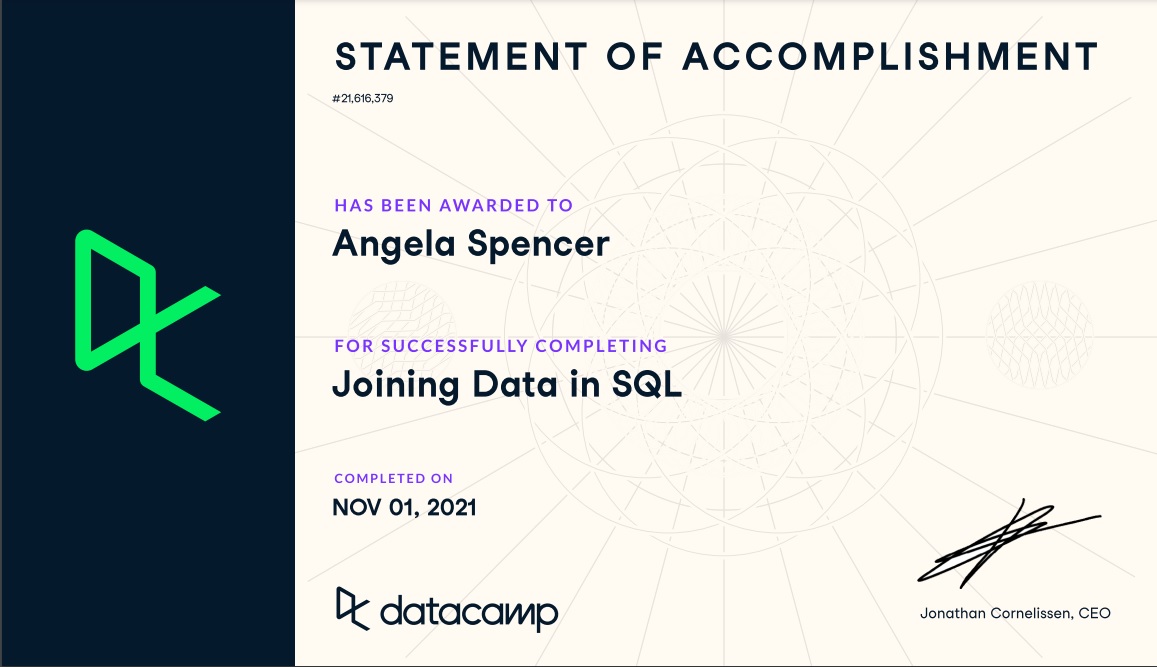 STATEMENT OF ACCOMPLISHMENT
#21,616,379
HAS BEEN AWARDED TO
Angela Spencer
FOR SUCCESSFULLY COMPLETING
Joining Data in SQL
COMPLETED ON
NOV 01, 2021
datacamp
Jonathan Cornelissen, CEO